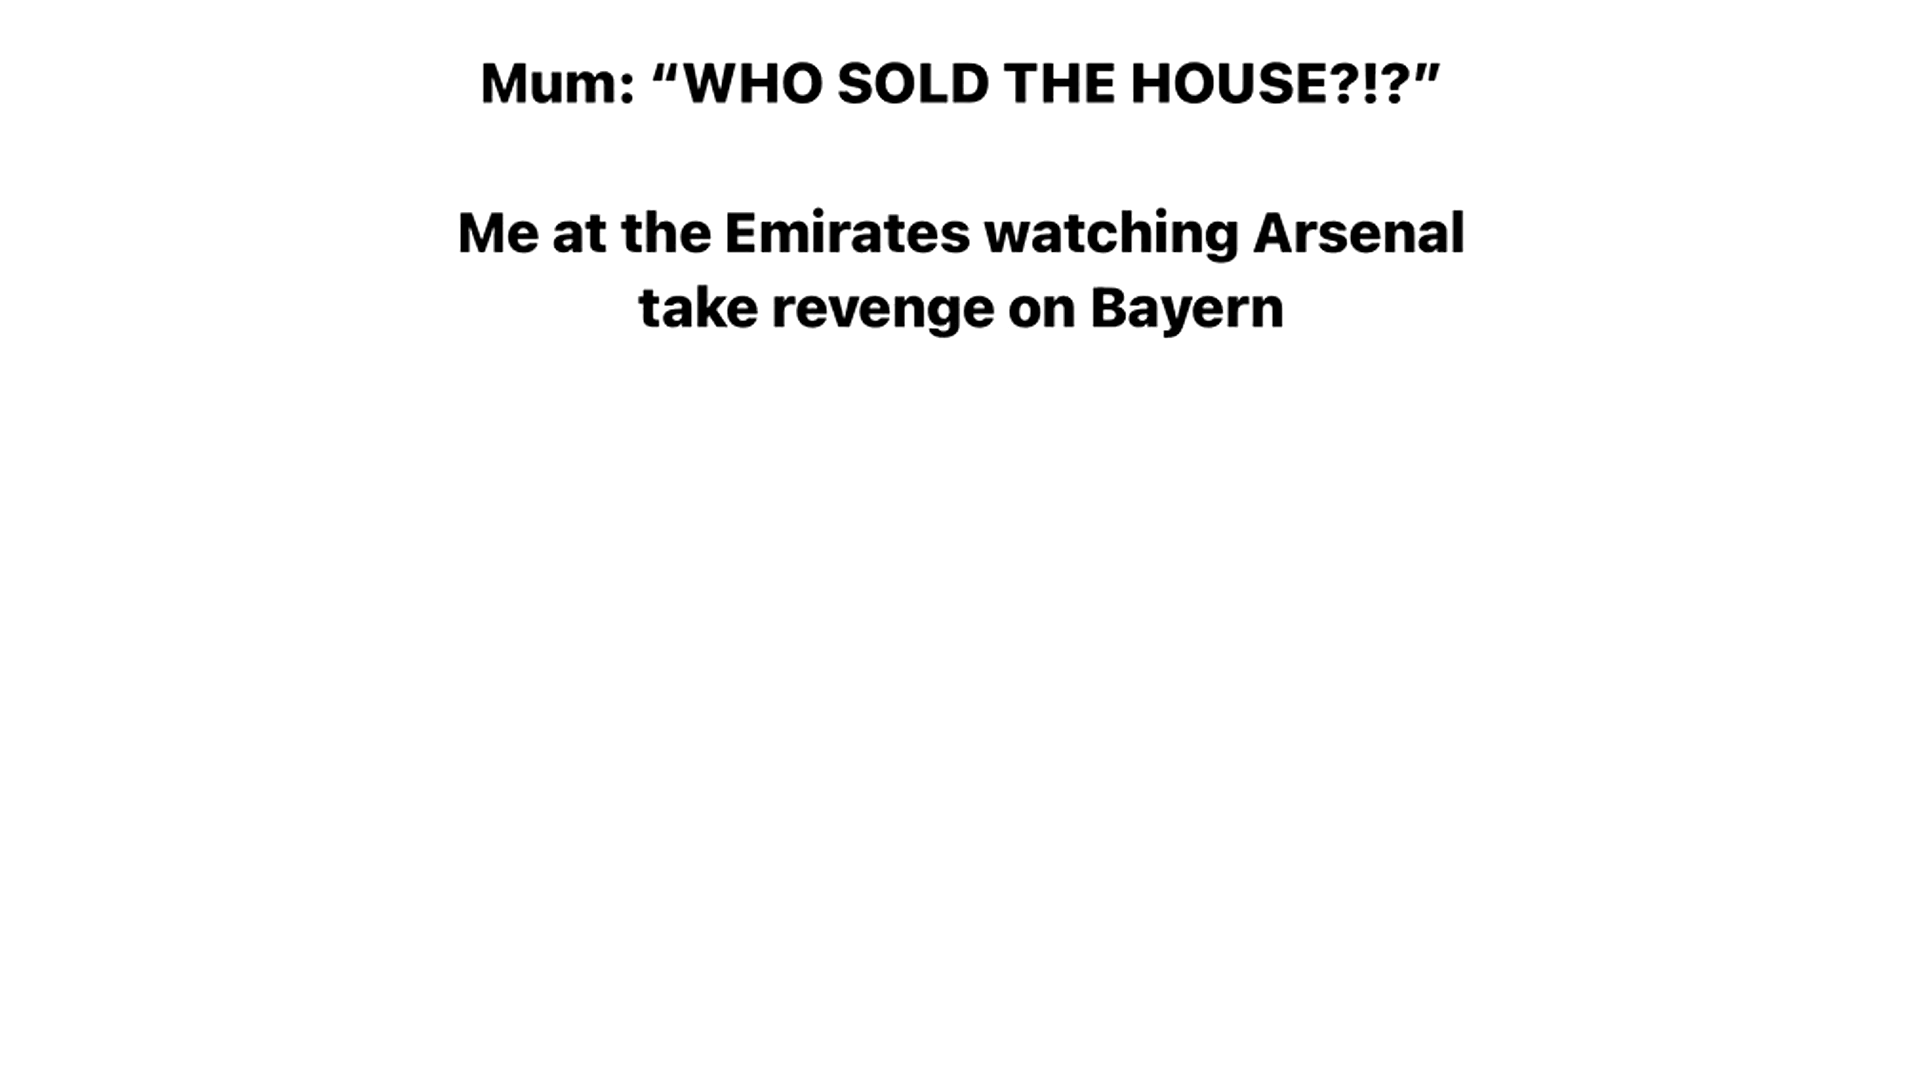 Mum: “WHO SOLD THE HOUSE?!?”
Me at the Emirates watching Arsenal
take revenge on Bayern